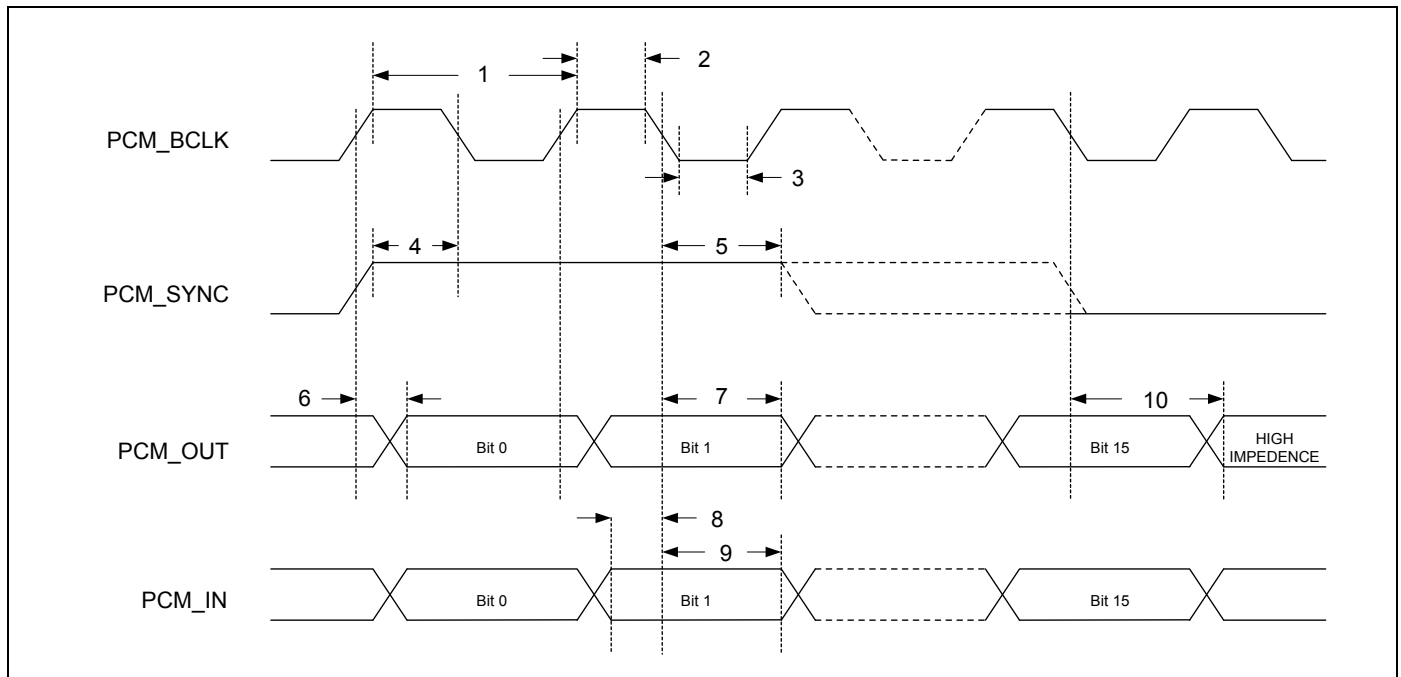 1
2
PCM_BCLK
3
4
5
PCM_SYNC
6
7
10
PCM_OUT
Bit 0
Bit 1
Bit 15
HIGH
IMPEDENCE
8
9
PCM_IN
Bit 0
Bit 1
Bit 15